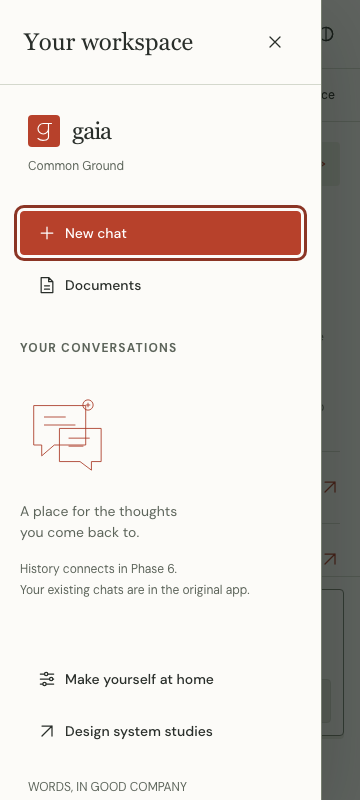 Your workspace
g gaia
Common Ground
New chat
Documents
YOUR CONVERSATIONS
A place for the thoughts
you come back to.
History connects in Phase 6.
Your existing chats are in the original app.
Make yourself at home
Design system studies
WORDS, IN GOOD COMPANY